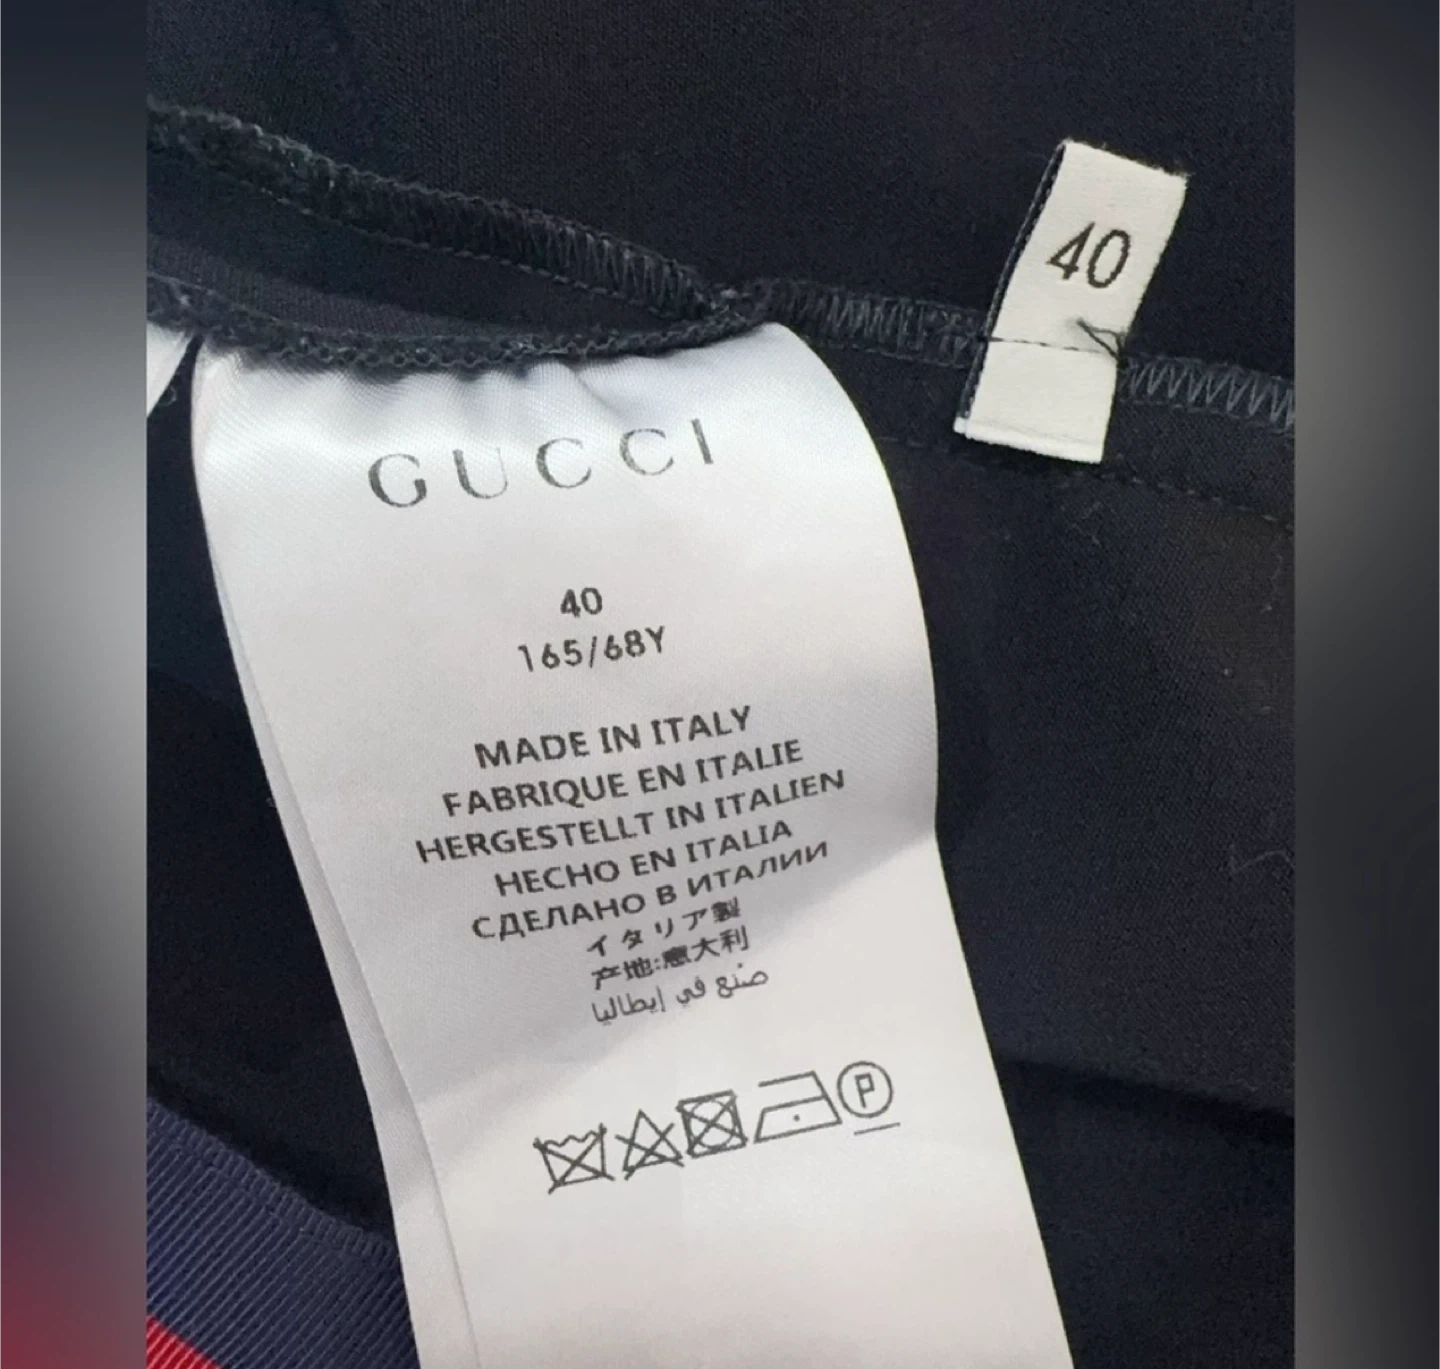 40
GUCCI
40
165/68Y
MADE IN ITALY
FABRIQUE EN ITALIE
HERGESTELLT IN ITALIEN
HECHO EN ITALIA
СДЕЛАНО В ИТАЛИИ
イタリア製
产地:意大利
صنع في إيطاليا
P